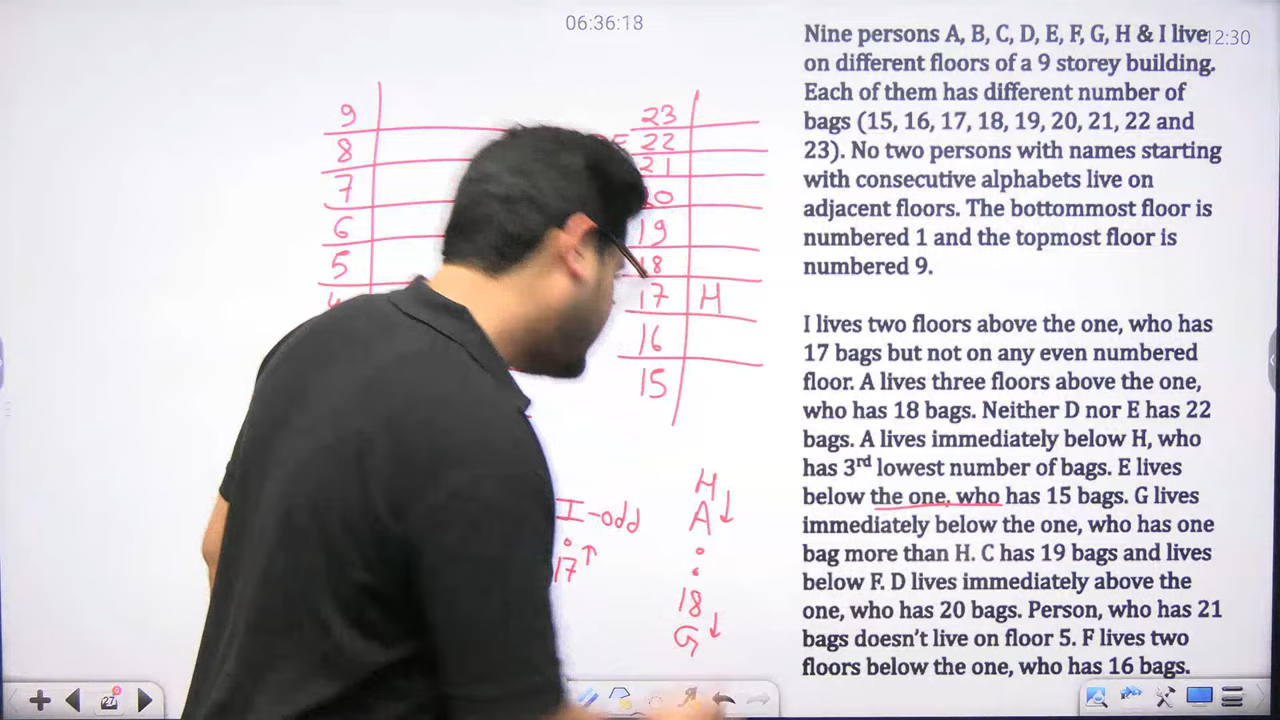 06:36:18
12:30
Nine persons A, B, C, D, E, F, G, H & I live
on different floors of a 9 storey building.
Each of them has different number of
bags (15, 16, 17, 18, 19, 20, 21, 22 and
23). No two persons with names starting
with consecutive alphabets live on
adjacent floors. The bottommost floor is
numbered 1 and the topmost floor is
numbered 9.
I lives two floors above the one, who has
17 bags but not on any even numbered
floor. A lives three floors above the one,
who has 18 bags. Neither D nor E has 22
bags. A lives immediately below H, who
has 3rd lowest number of bags. E lives
below the one, who has 15 bags. G lives
immediately below the one, who has one
bag more than H. C has 19 bags and lives
below F. D lives immediately above the
one, who has 20 bags. Person, who has 21
bags doesn't live on floor 5. F lives two
floors below the one, who has 16 bags.
9
8
7
6
5
23
22
21
19
18
17 H
16
15
I-odd
17 ↑
H
A ↓
18
G ↓
27